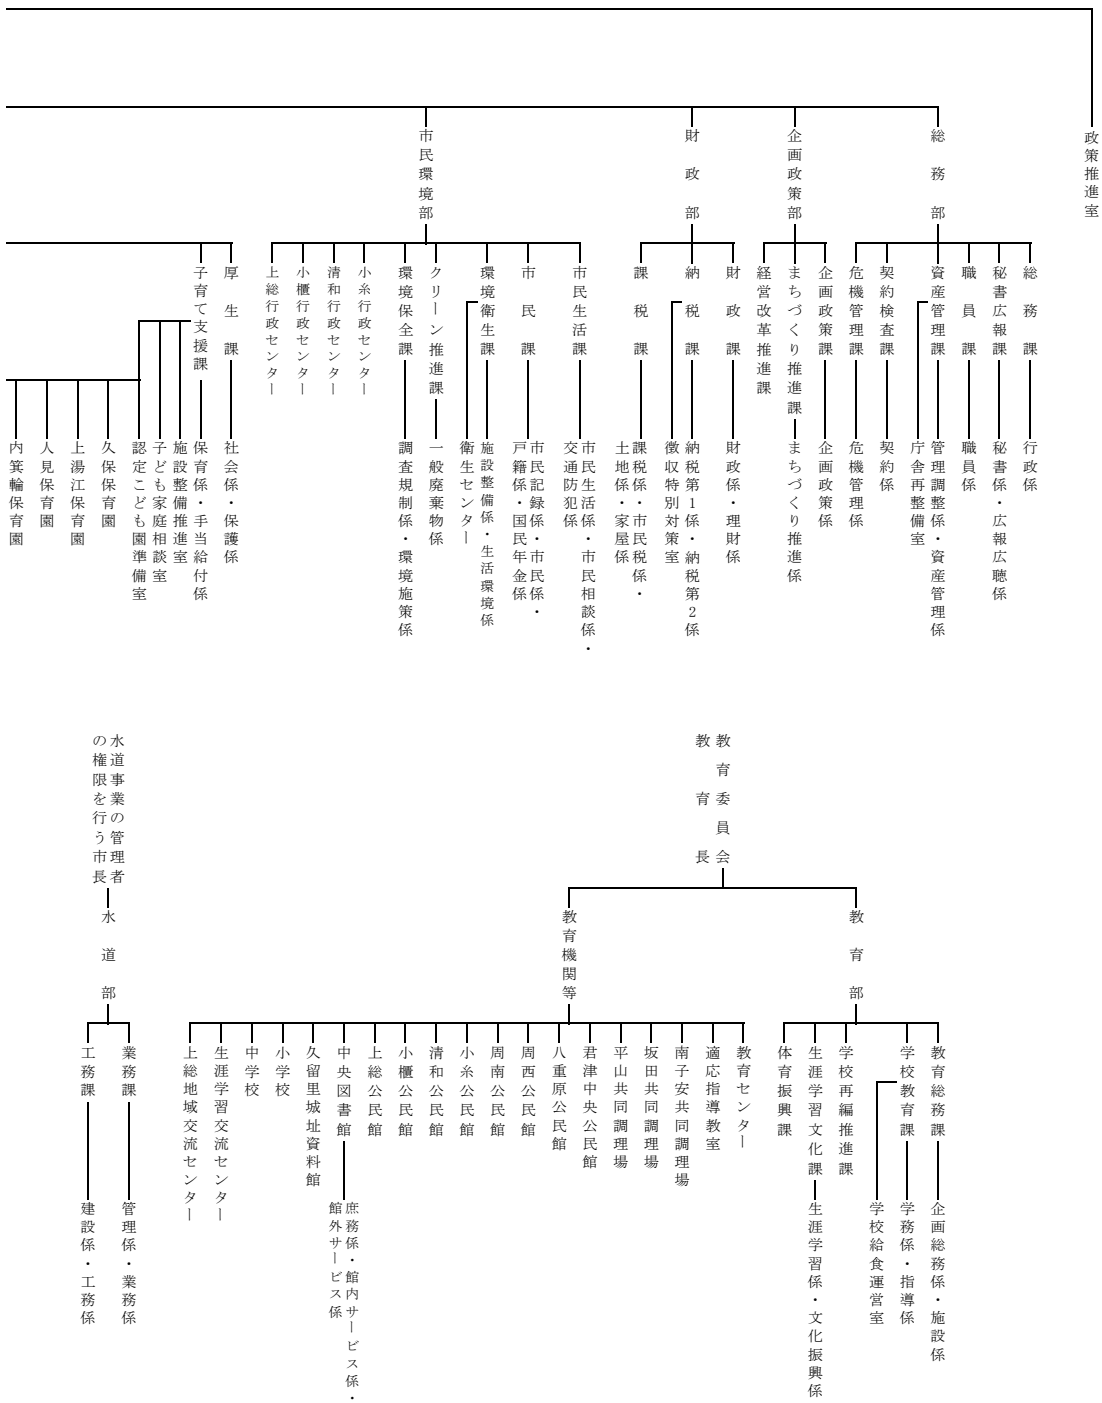 政策推進室
総務部
企画政策部
財政部
市民環境部
総務課
秘書広報課
職員課
資産管理課
契約検査課
危機管理課
企画政策課
まちづくり推進課
経営改革推進課
財政課
納税課
課税課
市民生活課
市民課
環境衛生課
クリーン推進課
環境保全課
小糸行政センター
清和行政センター
小櫃行政センター
上総行政センター
厚生課
子育て支援課
行政係
秘書係・広報広聴係
職員係
管理調整係・資産管理係
庁舎再整備室
契約係
危機管理係
企画政策係
まちづくり推進係
財政係・理財係
納税第1係・納税第2係
徴収特別対策室
課税係・市民税係・
土地係・家屋係
市民生活係・市民相談係・
交通防犯係
市民記録係・市民係・
戸籍係・国民年金係
施設整備係・生活環境係
衛生センター
一般廃棄物係
調査規制係・環境施策係
社会係・保護係
保育係・手当給付係
施設整備推進室
子ども家庭相談室
認定こども園準備室
久保保育園
上湯江保育園
人見保育園
内箕輪保育園
教育委員会
教育長
水道事業の管理者
の権限を行う市長
教育部
教育機関等
水道部
教育総務課
学校教育課
学校再編推進課
生涯学習文化課
体育振興課
教育センター
適応指導教室
南子安共同調理場
坂田共同調理場
平山共同調理場
君津中央公民館
八重原公民館
周西公民館
周南公民館
小糸公民館
清和公民館
小櫃公民館
上総公民館
中央図書館
久留里城址資料館
小学校
中学校
生涯学習交流センター
上総地域交流センター
業務課
工務課
企画総務係・施設係
学務係・指導係
学校給食運営室
生涯学習係・文化振興係
庶務係・館内サービス係・
館外サービス係
管理係・業務係
建設係・工務係